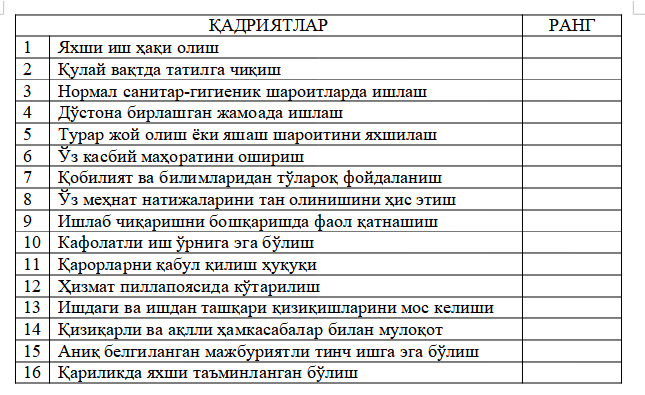 ҚАДРИЯТЛАР РАНГ
1 Яхши иш ҳақи олиш
2 Қулай вақтда татилга чиқиш
3 Нормал санитар-гигиеник шароитларда ишлаш
4 Дўстона бирлашган жамоада ишлаш
5 Турар жой олиш ёки яшаш шароитини яхшилаш
6 Ўз касбий маҳоратини ошириш
7 Қобилият ва билимларидан тўлароқ фойдаланиш
8 Ўз меҳнат натижаларини тан олинишини ҳис этиш
9 Ишлаб чиқаришни бошқаришда фаол қатнашиш
10 Кафолатли иш ўрнига эга бўлиш
11 Қарорларни қабул қилиш ҳуқуқи
12 Ҳизмат пиллапоясида кўтарилиш
13 Ишдаги ва ишдан ташқари қизиқишларини мос келиши
14 Қизиқарли ва ақлли ҳамкасабалар билан мулоқот
15 Аниқ белгиланган мажбуриятли тинч ишга эга бўлиш
16 Қариликда яхши таъминланган бўлиш